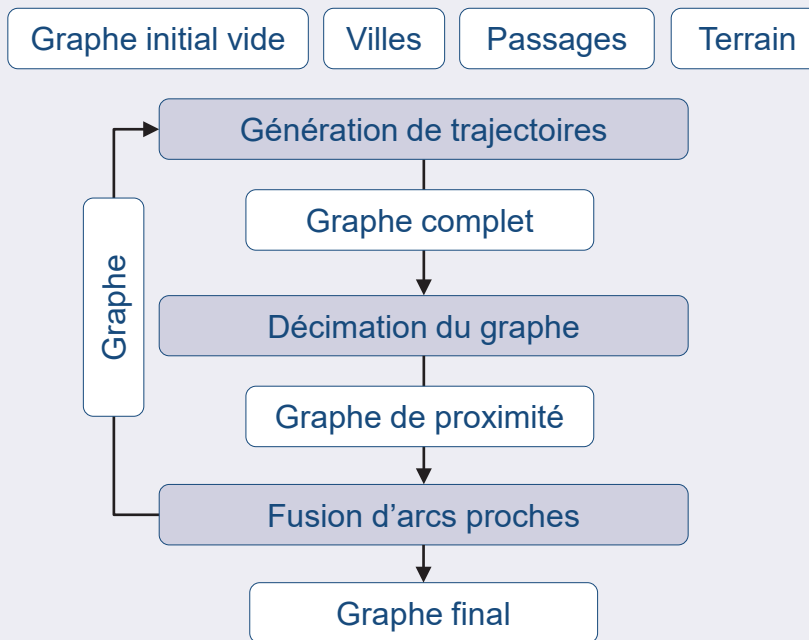 Graphe initial vide
Villes
Passages
Terrain
Génération de trajectoires
Graphe complet
Graphe
Décimation du graphe
Graphe de proximité
Fusion d'arcs proches
Graphe final